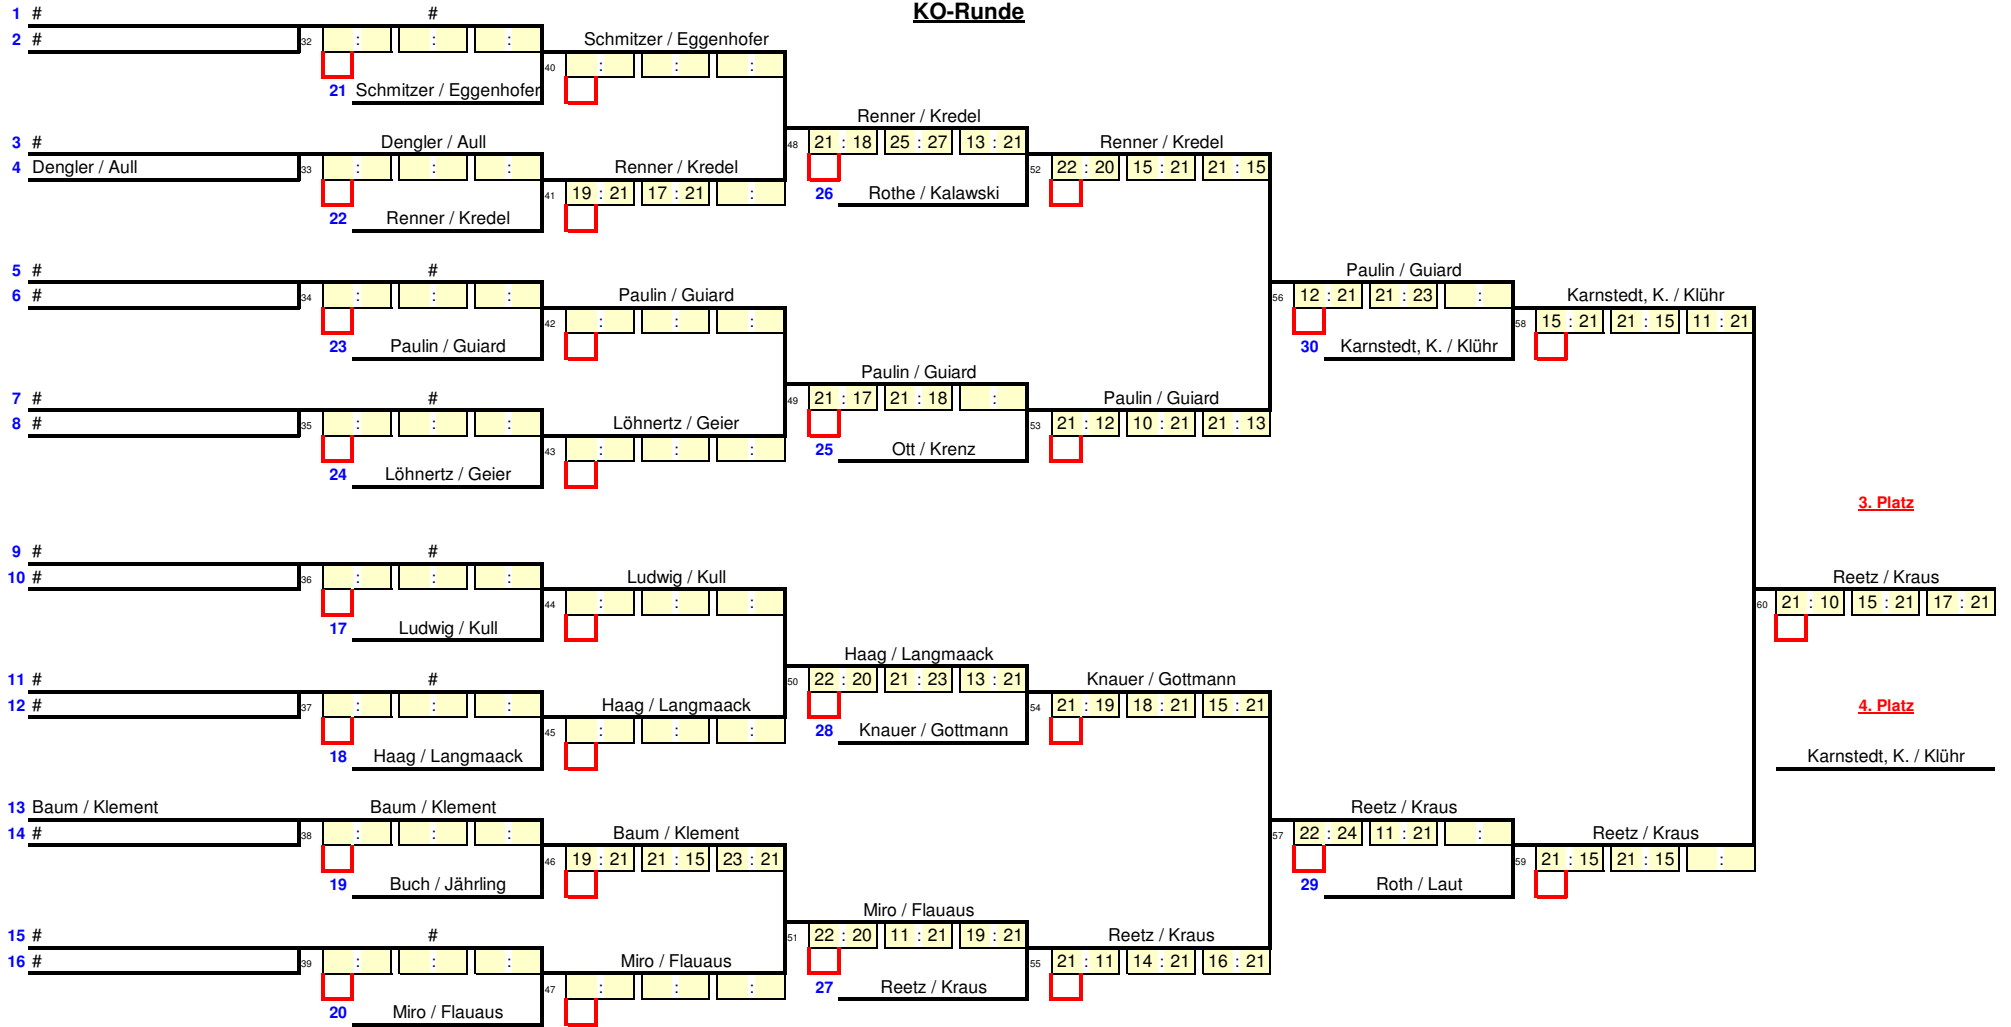 KO-Runde
1 # #
2 # 32 : : : Schmitzer / Eggenhofer
40 : : :
21 Schmitzer / Eggenhofer
Renner / Kredel
3 # Dengler / Aull 48 21 : 18 25 : 27 13 : 21 Renner / Kredel
4 Dengler / Aull 33 : : : Renner / Kredel 52 22 : 20 15 : 21 21 : 15
41 19 : 21 17 : 21 : 26 Rothe / Kalawski
22 Renner / Kredel
5 # # Paulin / Guiard
6 # 34 : : : Paulin / Guiard 56 12 : 21 21 : 23 : Karnstedt, K. / Klühr
42 : : : 58 15 : 21 21 : 15 11 : 21
23 Paulin / Guiard 30 Karnstedt, K. / Klühr
Paulin / Guiard
7 # # 49 21 : 17 21 : 18 : Paulin / Guiard
8 # 35 : : : Löhnertz / Geier 53 21 : 12 10 : 21 21 : 13
43 : : : 25 Ott / Krenz
24 Löhnertz / Geier
3. Platz
9 # #
10 # 36 : : : Ludwig / Kull Reetz / Kraus
44 : : : 60 21 : 10 15 : 21 17 : 21
17 Ludwig / Kull
Haag / Langmaack
11 # # 50 22 : 20 21 : 23 13 : 21 Knauer / Gottmann
12 # 37 : : : Haag / Langmaack 54 21 : 19 18 : 21 15 : 21 4. Platz
45 : : : 28 Knauer / Gottmann
18 Haag / Langmaack Karnstedt, K. / Klühr
13 Baum / Klement Baum / Klement Reetz / Kraus
14 # 38 : : : Baum / Klement 57 22 : 24 11 : 21 : Reetz / Kraus
46 19 : 21 21 : 15 23 : 21 59 21 : 15 21 : 15 :
19 Buch / Jährling 29 Roth / Laut
Miro / Flauaus
15 # # 51 22 : 20 11 : 21 19 : 21 Reetz / Kraus
16 # 39 : : : Miro / Flauaus 55 21 : 11 14 : 21 16 : 21
47 : : : 27 Reetz / Kraus
20 Miro / Flauaus